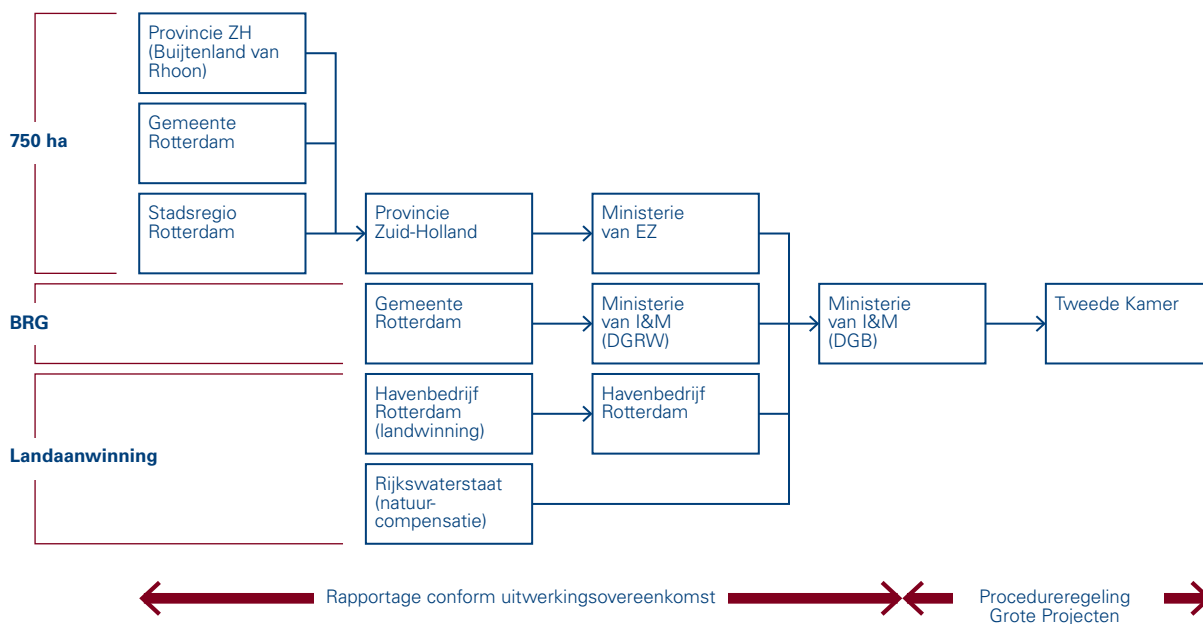 Provincie ZH
(Buijtenland van
Rhoon)
750 ha
Gemeente
Rotterdam
Stadsregio
Rotterdam
Provincie
Zuid-Holland
Ministerie
van EZ
BRG
Gemeente
Rotterdam
Ministerie
van I&M
(DGRW)
Ministerie
van I&M
(DGB)
Tweede Kamer
Landaanwinning
Havenbedrijf
Rotterdam
(landwinning)
Havenbedrijf
Rotterdam
Rijkswaterstaat
(natuur-
compensatie)
Rapportage conform uitwerkingsovereenkomst
Procedureregeling
Grote Projecten